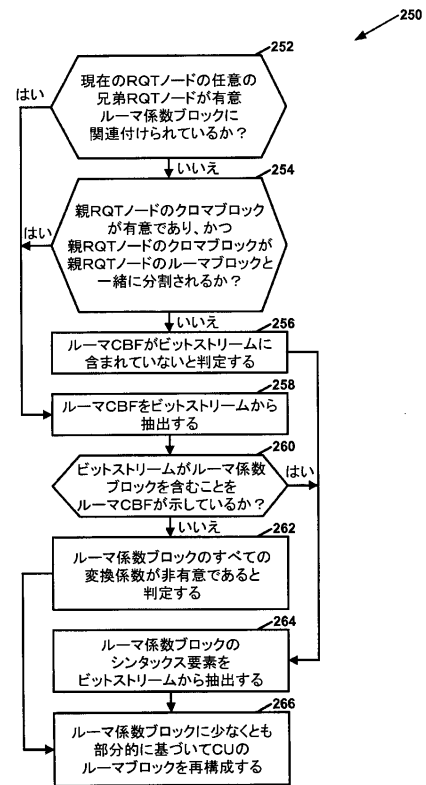 250
252
現在のRQTノードの任意の
兄弟RQTノードが有意
ルーマ係数ブロックに
関連付けられているか？
はい
いいえ
254
親RQTノードのクロマブロック
が有意であり、かつ
親RQTノードのクロマブロックが
親RQTノードのルーマブロックと
一緒に分割されるか？
はい
いいえ
256
ルーマCBFがビットストリームに
含まれていないと判定する
258
ルーマCBFをビットストリームから
抽出する
260
ビットストリームがルーマ係数
ブロックを含むことを
ルーマCBFが示しているか？
はい
いいえ
262
ルーマ係数ブロックのすべての
変換係数が非有意であると
判定する
264
ルーマ係数ブロックの
シンタックス要素を
ビットストリームから抽出する
266
ルーマ係数ブロックに少なくとも
部分的に基づいてCUの
ルーマブロックを再構成する